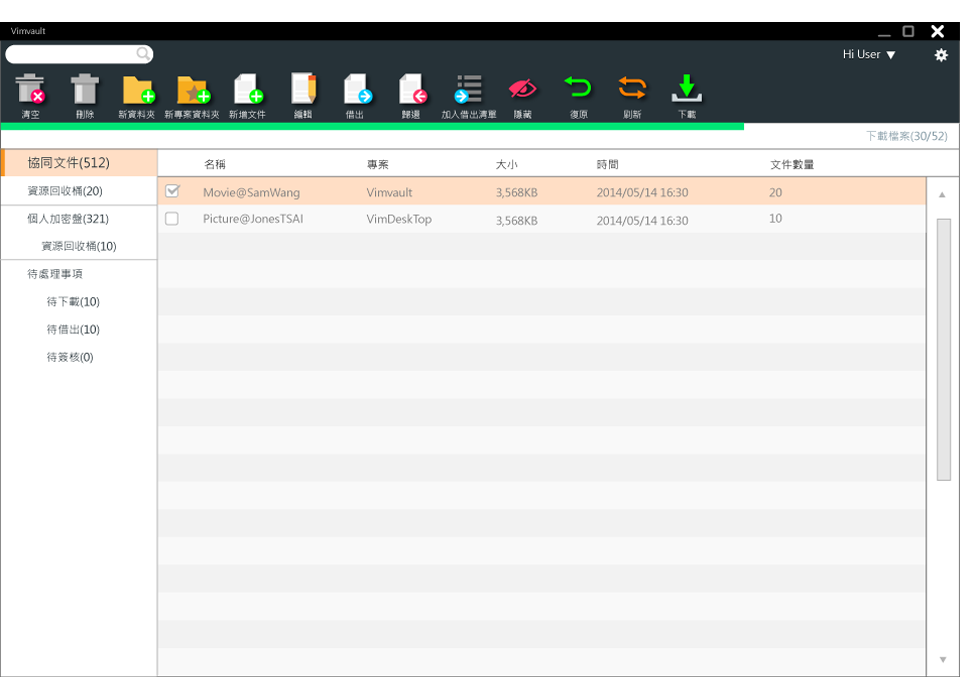 Vimvault
Hi User ▼
清空 刪除 新資料夾 新專案資料夾 新增文件 編輯 借出 歸還 加入借出清單 隱藏 復原 刷新 下載
下載檔案(30/52)
協同文件(512)
資源回收桶(20)
個人加密盤(321)
資源回收桶(10)
待處理事項
待下載(10)
待借出(10)
待簽核(0)
名稱 專案 大小 時間 文件數量
Movie@SamWang Vimvault 3,568KB 2014/05/14 16:30 20
Picture@JonesTSAI VimDeskTop 3,568KB 2014/05/14 16:30 10